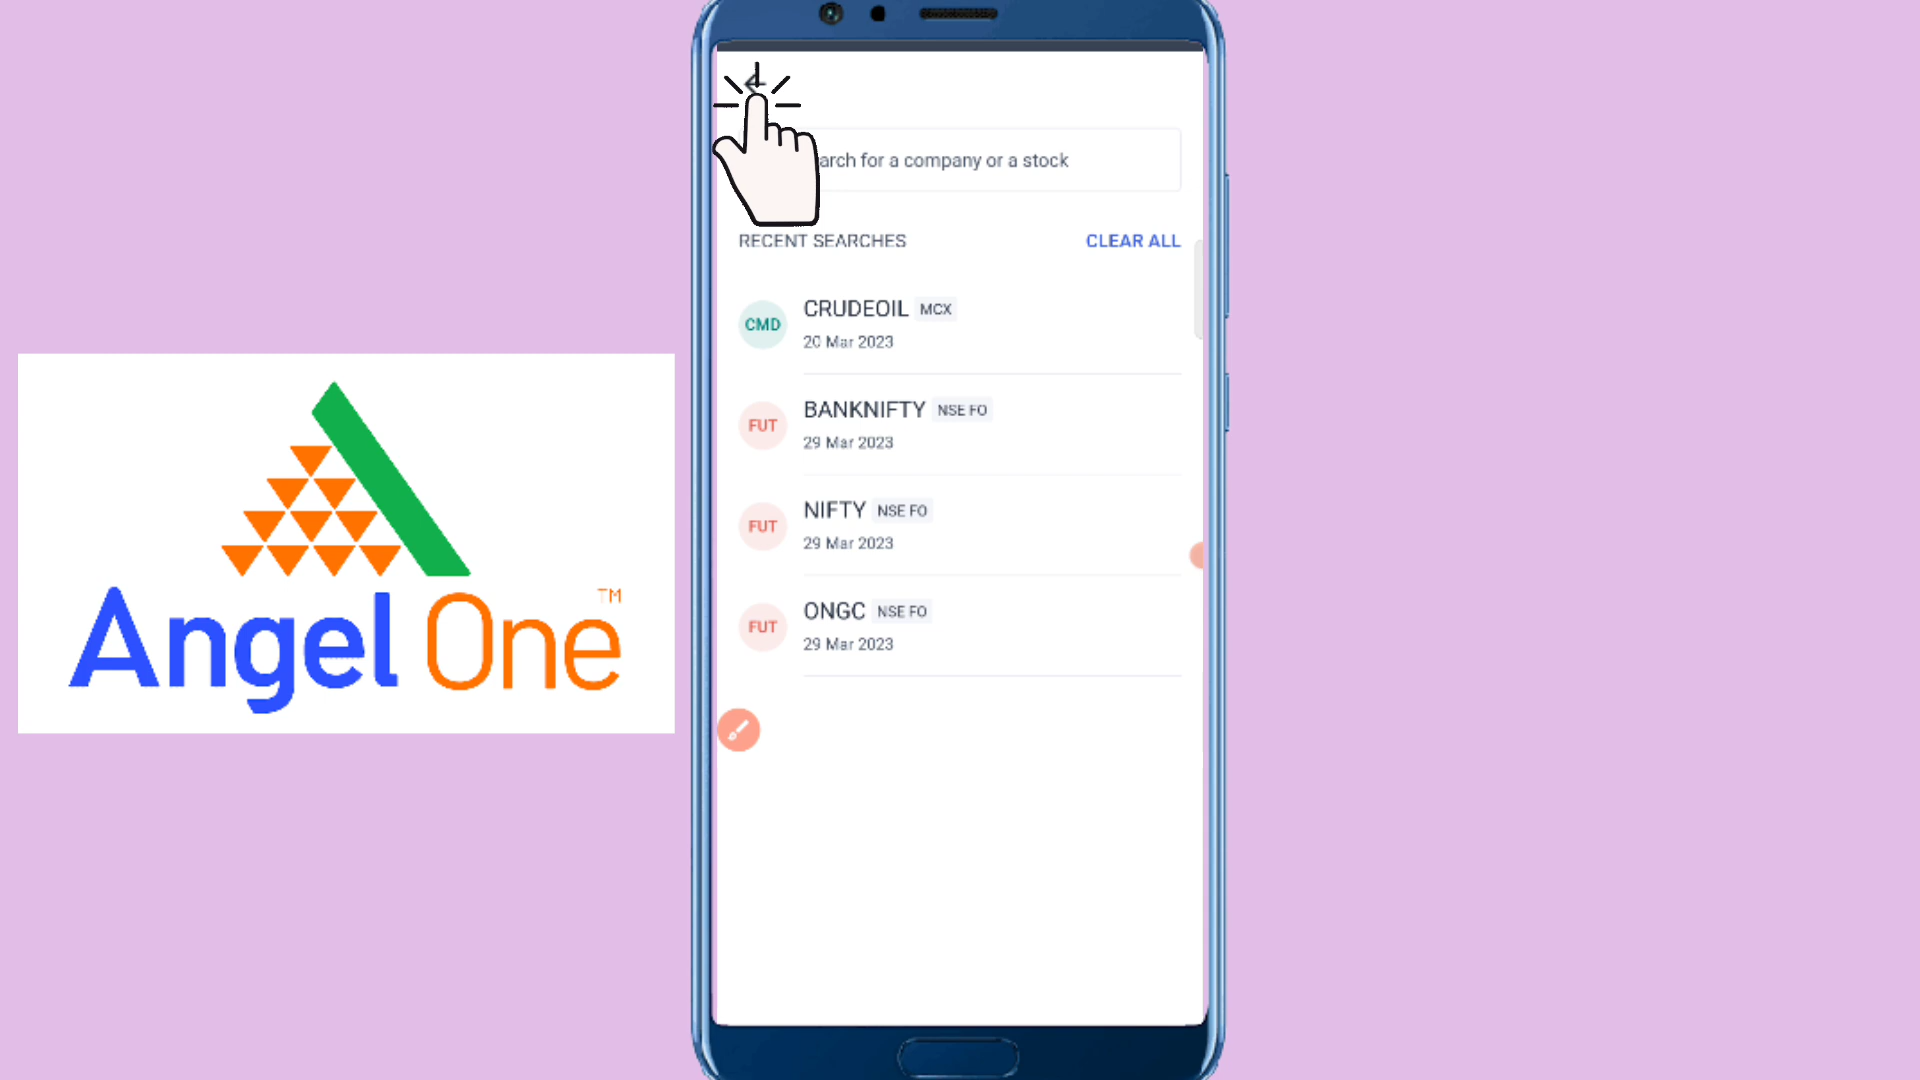 arch for a company or a stock
RECENT SEARCHES CLEAR ALL
CMD CRUDEOIL MCX
20 Mar 2023
FUT BANKNIFTY NSE FO
29 Mar 2023
FUT NIFTY NSE FO
29 Mar 2023
FUT ONGC NSE FO
29 Mar 2023
Angel One TM